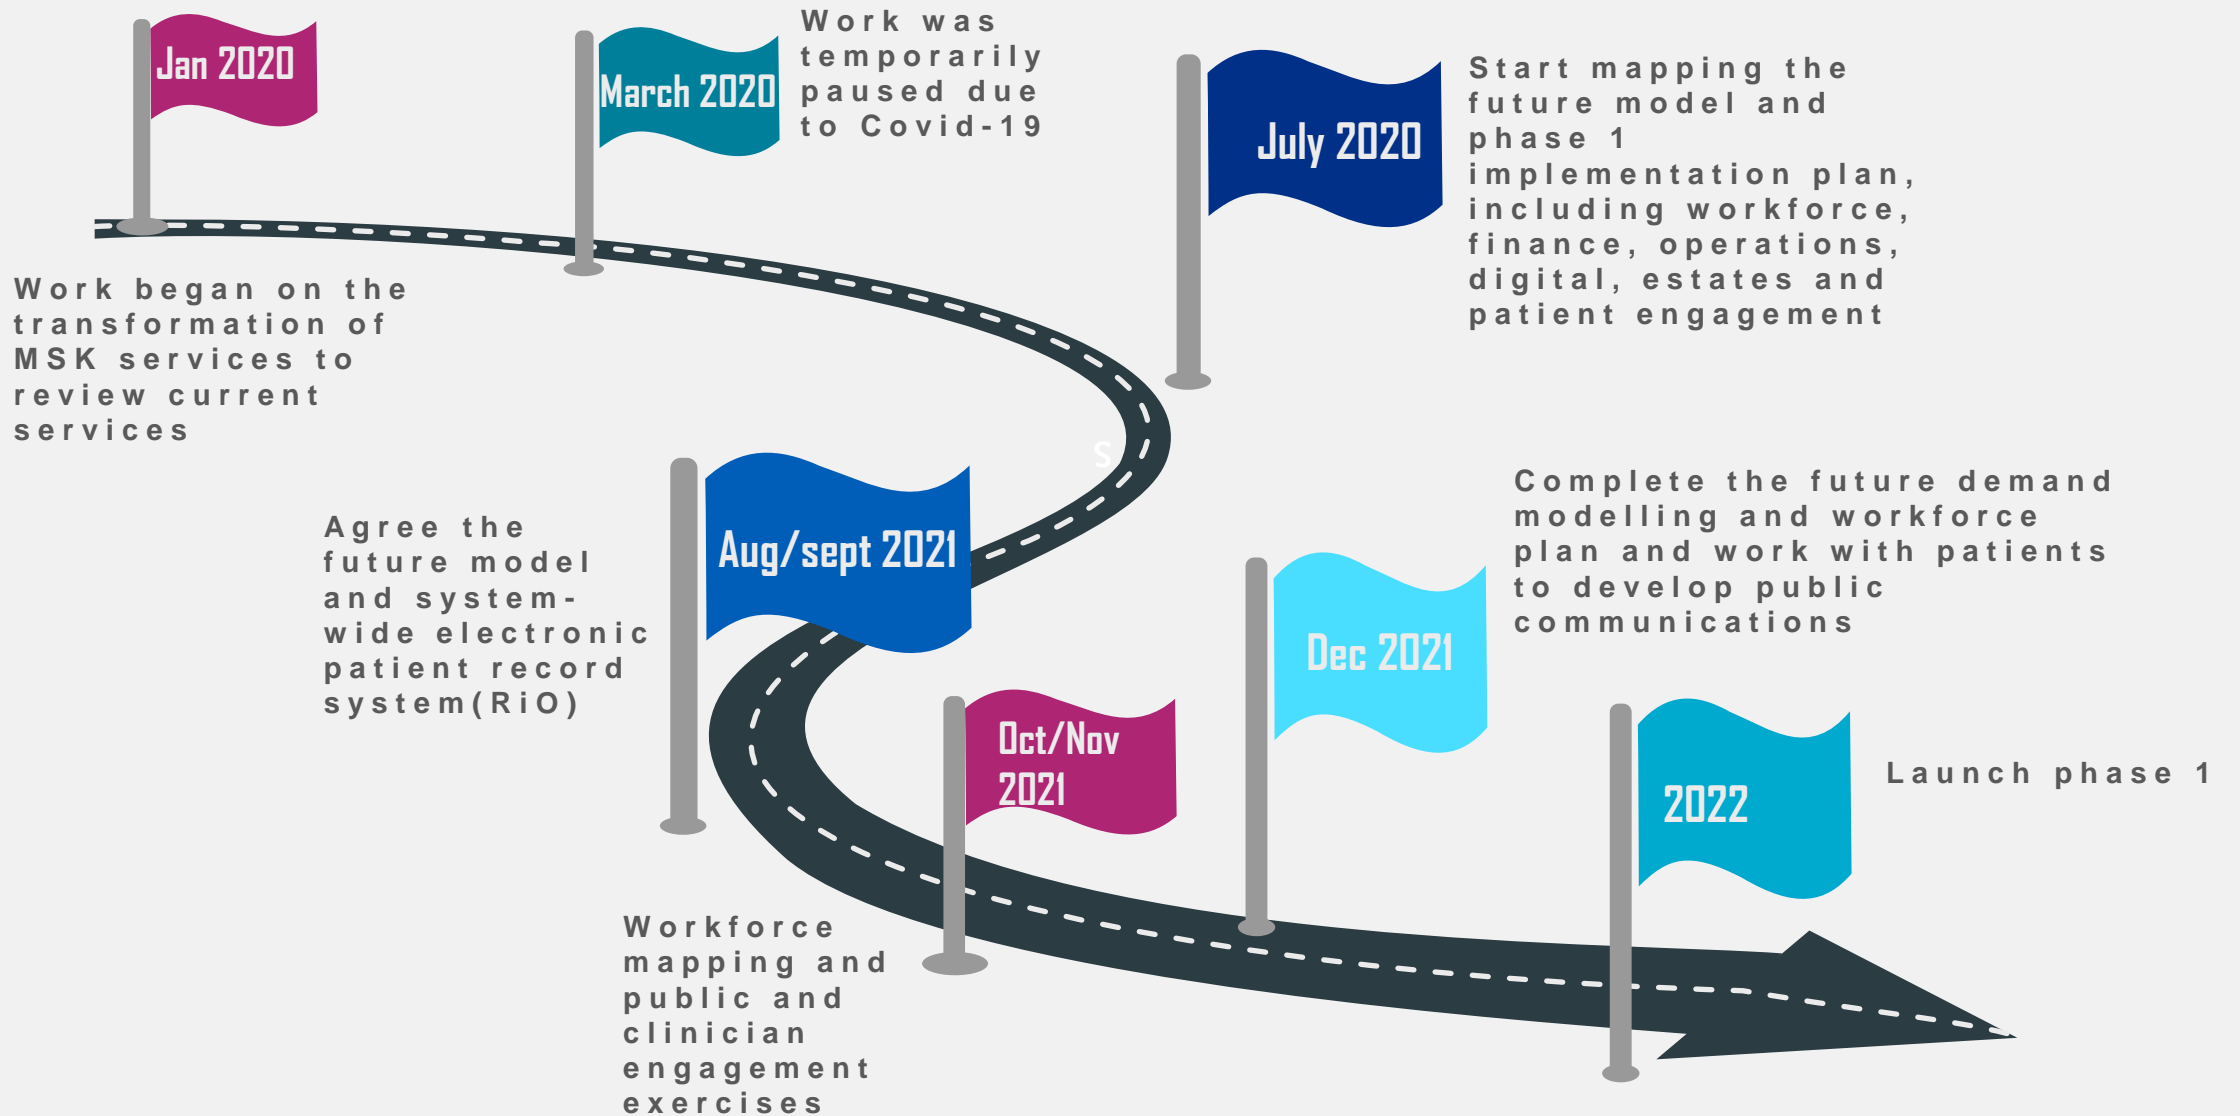 Jan 2020
Work began on the
transformation of
MSK services to
review current
services
March 2020
Work was
temporarily
paused due
to Covid-19
July 2020
Start mapping the
future model and
phase 1
implementation plan,
including workforce,
finance, operations,
digital, estates and
patient engagement
S
Aug/sept 2021
Agree the
future model
and system-
wide electronic
patient record
system(RiO)
Oct/Nov
2021
Workforce
mapping and
public and
clinician
engagement
exercises
Dec 2021
Complete the future demand
modelling and workforce
plan and work with patients
to develop public
communications
2022
Launch phase 1